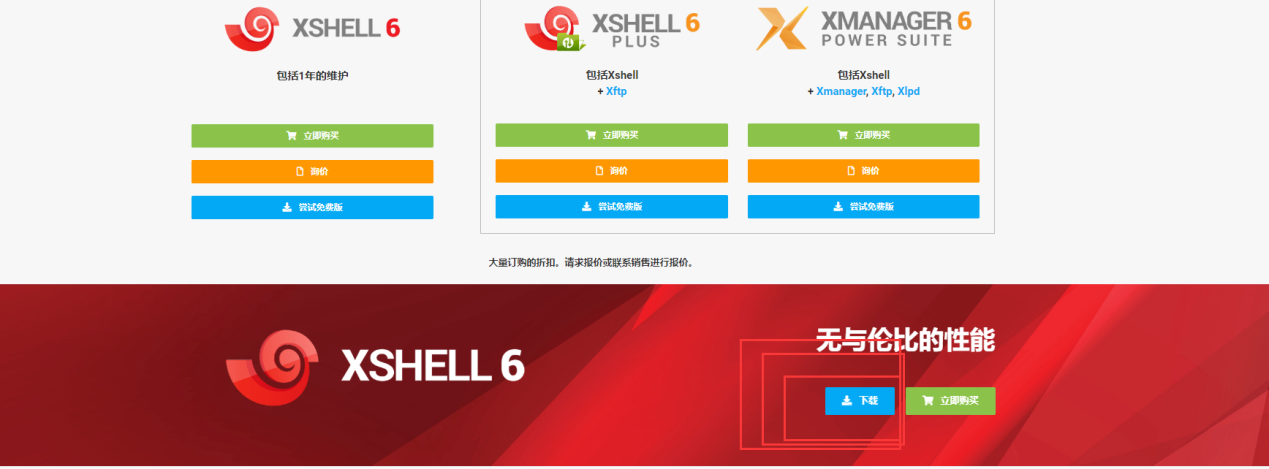 XSHELL 6
包括1年的维护
立即购买
询价
尝试免费版
XSHELL 6
PLUS
包括Xshell
+ Xftp
立即购买
询价
尝试免费版
XMANAGER 6
POWER SUITE
包括Xshell
+ Xmanager, Xftp, Xlpd
立即购买
询价
尝试免费版
大量订购的折扣。请求报价或联系销售进行报价。
XSHELL 6
无与伦比的性能
下载
立即购买